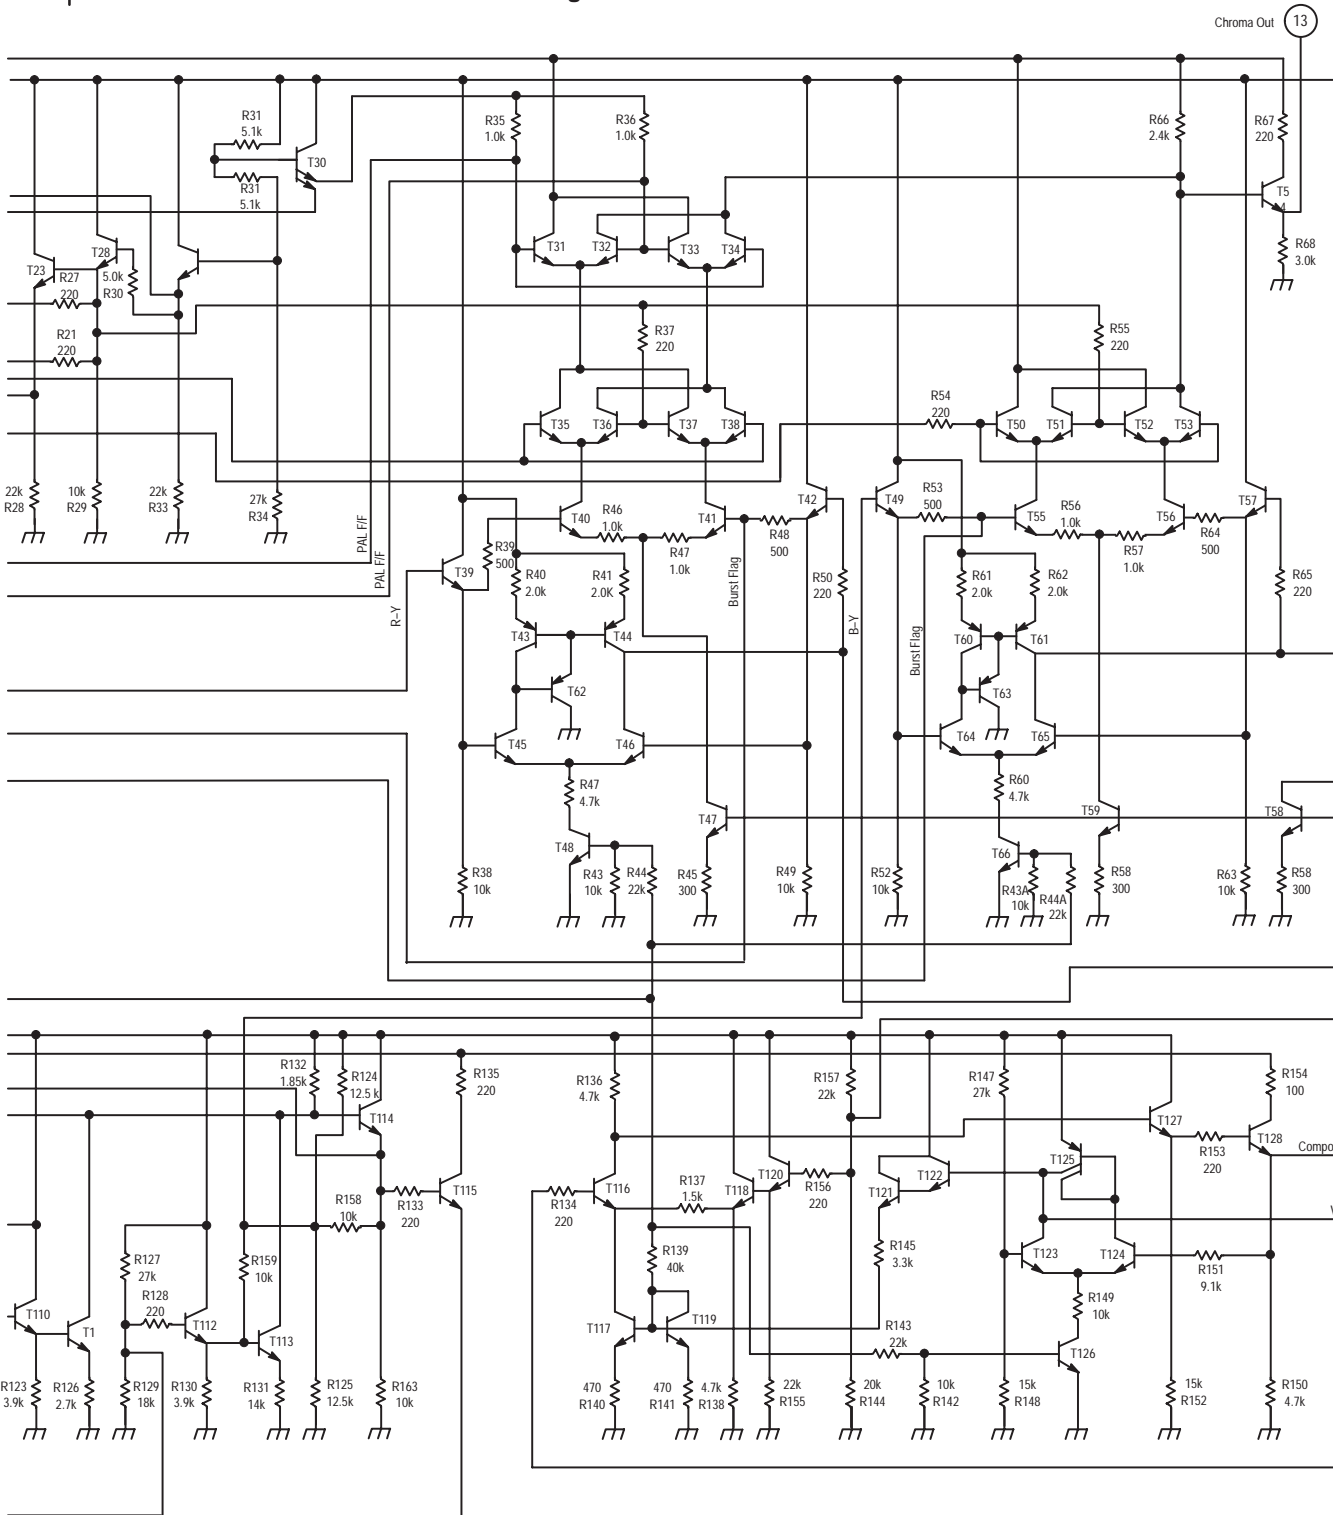 Chroma Out
13
R31
5.1k
T30
R31
5.1k
R35
1.0k
R36
1.0k
R66
2.4k
R67
220
T5
4
R68
3.0k
T23
T28
5.0k
R30
R27
220
R21
220
T31
T32
T33
T34
R37
220
R55
220
R54
220
T35
T36
T37
T38
T50
T51
T52
T53
22k
R28
10k
R29
22k
R33
27k
R34
PAL F/F
PAL F/F
R–Y
T40
R46
1.0k
T41
R47
1.0k
R48
500
T42
T49
R53
500
T55
R56
1.0k
T56
R57
1.0k
R64
500
T57
R39
500
T39
R40
2.0k
R41
2.0K
Burst Flag
R50
220
B–Y
Burst Flag
R61
2.0k
R62
2.0k
R65
220
T43
T44
T62
T60
T61
T63
T45
T46
T64
T65
R47
4.7k
T47
R60
4.7k
T59
T58
T48
T66
R38
10k
R43
10k
R44
22k
R45
300
R49
10k
R52
10k
R43A
10k
R44A
22k
R58
300
R63
10k
R58
300
R132
1.85k
R124
12.5 k
T114
R135
220
R136
4.7k
R157
22k
R147
27k
R154
100
T127
T128
R153
220
Compo
T125
R158
10k
R133
220
T115
R134
220
T116
R137
1.5k
T118
T120
R156
220
T121
T122
R127
27k
R159
10k
R139
40k
R145
3.3k
T123
T124
R151
9.1k
R128
220
R149
10k
T110
T1
T112
T113
T117
T119
R143
22k
T126
R123
3.9k
R126
2.7k
R129
18k
R130
3.9k
R131
14k
R125
12.5k
R163
10k
470
R140
470
R141
4.7k
R138
22k
R155
20k
R144
10k
R142
15k
R148
15k
R152
R150
4.7k